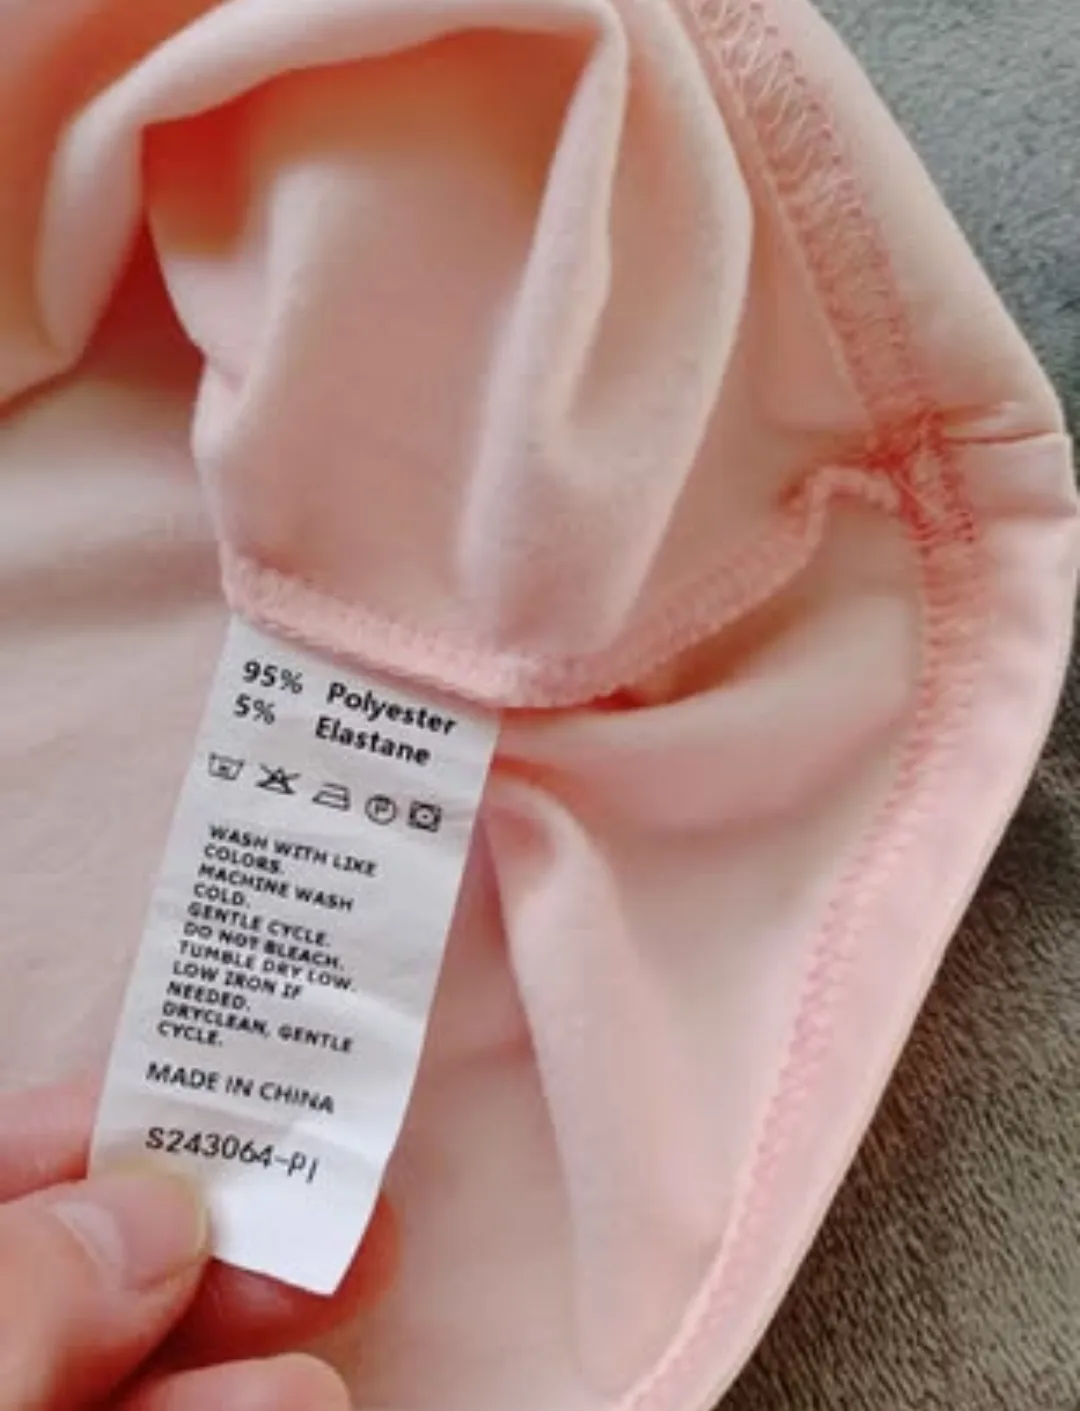 95% Polyester
5% Elastane
P
WASH WITH LIKE
COLORS.
MACHINE WASH
COLD.
GENTLE CYCLE.
DO NOT BLEACH.
TUMBLE DRY LOW.
LOW IRON IF
NEEDED.
DRYCLEAN, GENTLE
CYCLE.
MADE IN CHINA
S243064-PI